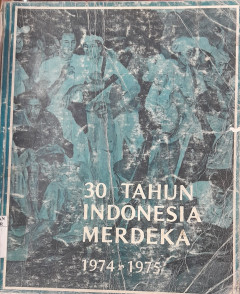 30 TAHUN
INDONESIA
MERDEKA
1974-1975